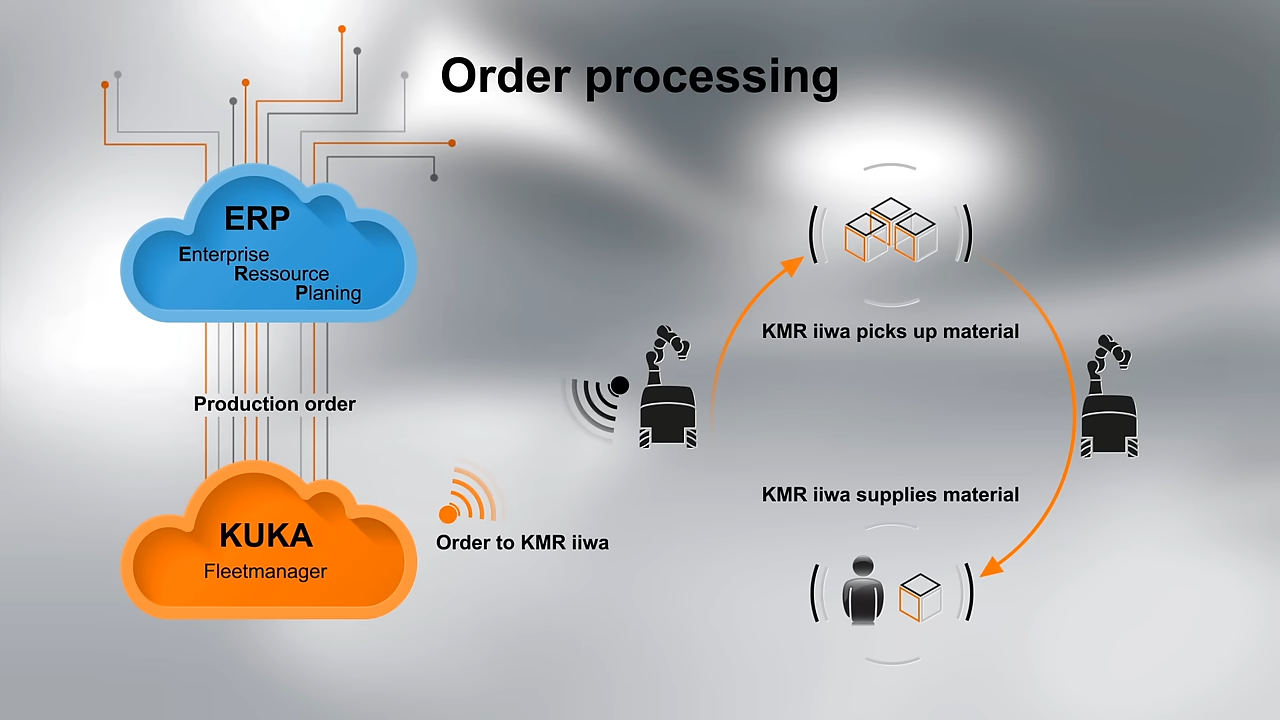 Order processing
ERP
Enterprise
Ressource
Planing
Production order
KUKA
Fleetmanager
Order to KMR iiwa
KMR iiwa picks up material
KMR iiwa supplies material